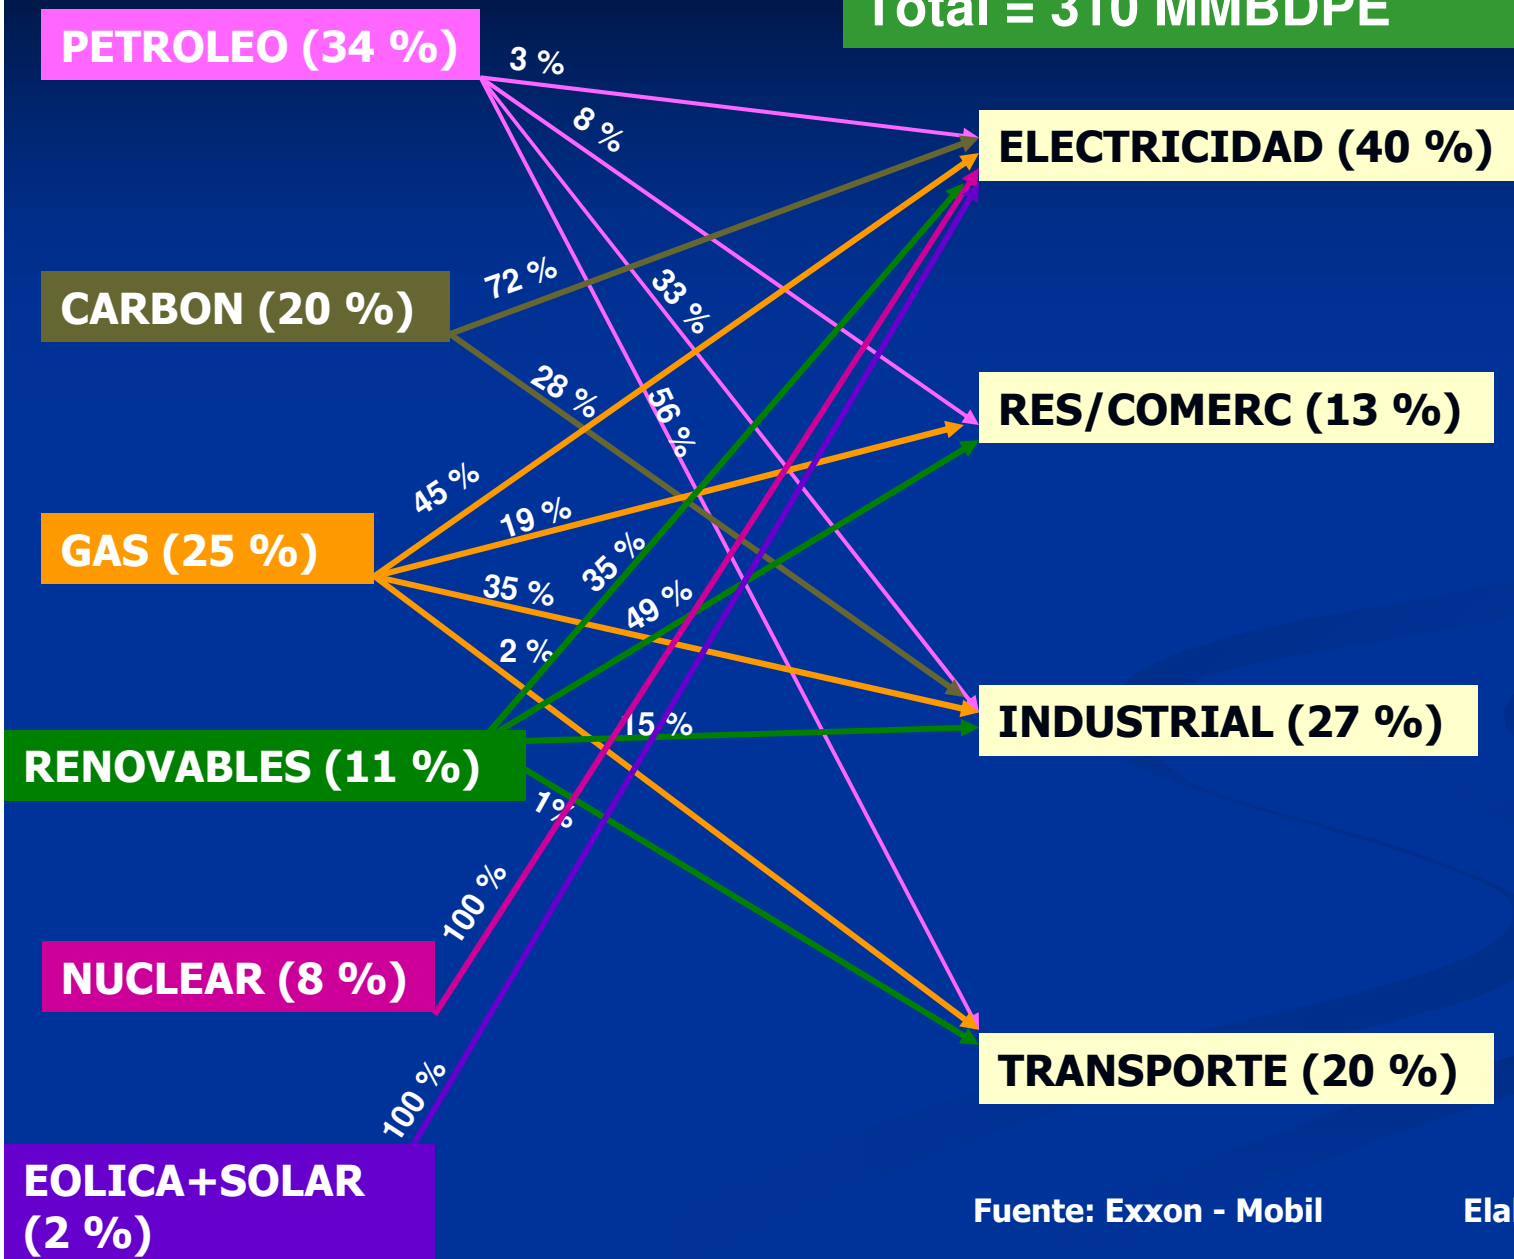 Total = 310 MMBDPE
PETROLEO (34 %)
3 %
8 %
ELECTRICIDAD (40 %)
CARBON (20 %)
72 %
33 %
28 %
56 %
RES/COMERC (13 %)
45 %
19 %
GAS (25 %)
35 %
35 %
49 %
2 %
15 %
INDUSTRIAL (27 %)
RENOVABLES (11 %)
1%
100 %
NUCLEAR (8 %)
TRANSPORTE (20 %)
100 %
EOLICA+SOLAR
(2 %)
Fuente: Exxon - Mobil